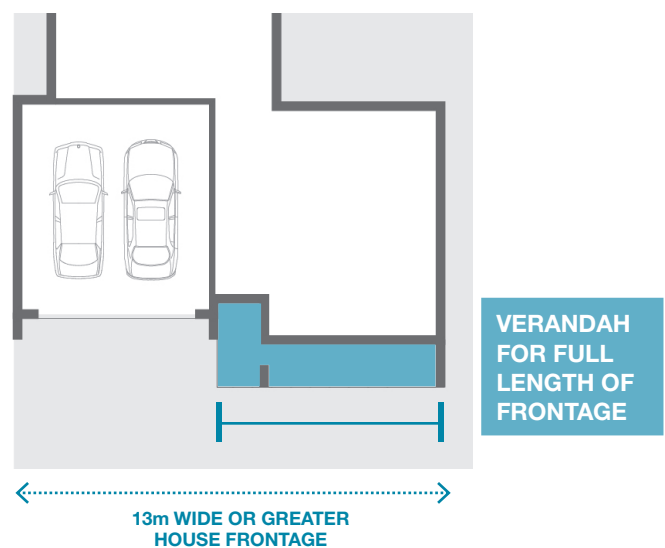 VERANDAH
FOR FULL
LENGTH OF
FRONTAGE
13m WIDE OR GREATER
HOUSE FRONTAGE